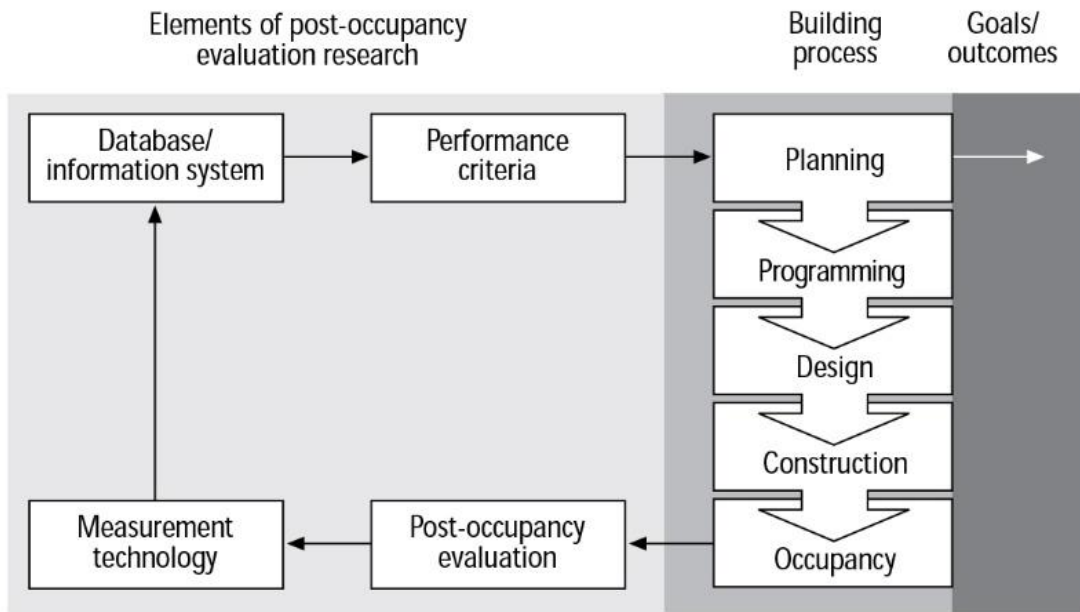 Elements of post-occupancy
evaluation research
Building
process
Goals/
outcomes
Database/
information system
Performance
criteria
Planning
Programming
Design
Construction
Measurement
technology
Post-occupancy
evaluation
Occupancy